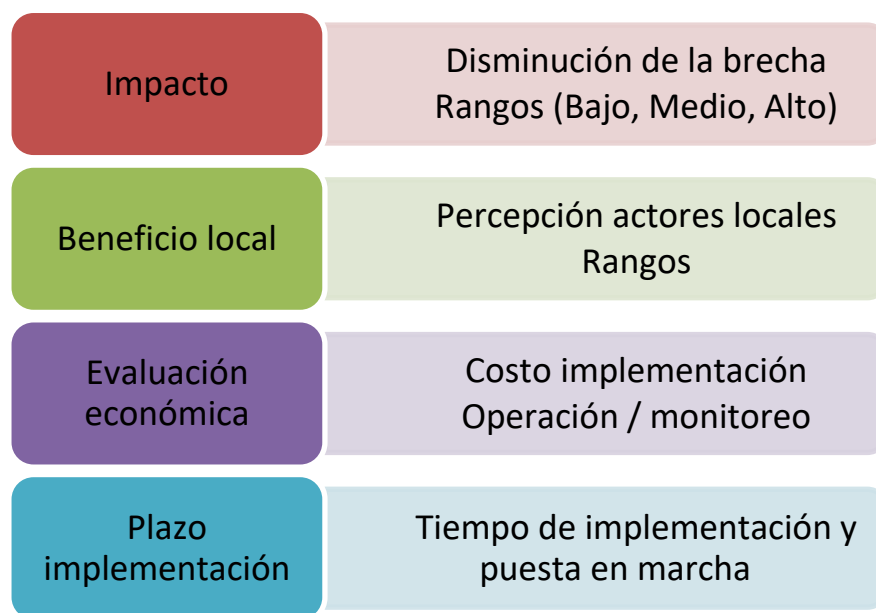 Impacto
Disminución de la brecha
Rangos (Bajo, Medio, Alto)
Beneficio local
Percepción actores locales
Rangos
Evaluación
económica
Costo implementación
Operación / monitoreo
Plazo
implementación
Tiempo de implementación y
puesta en marcha